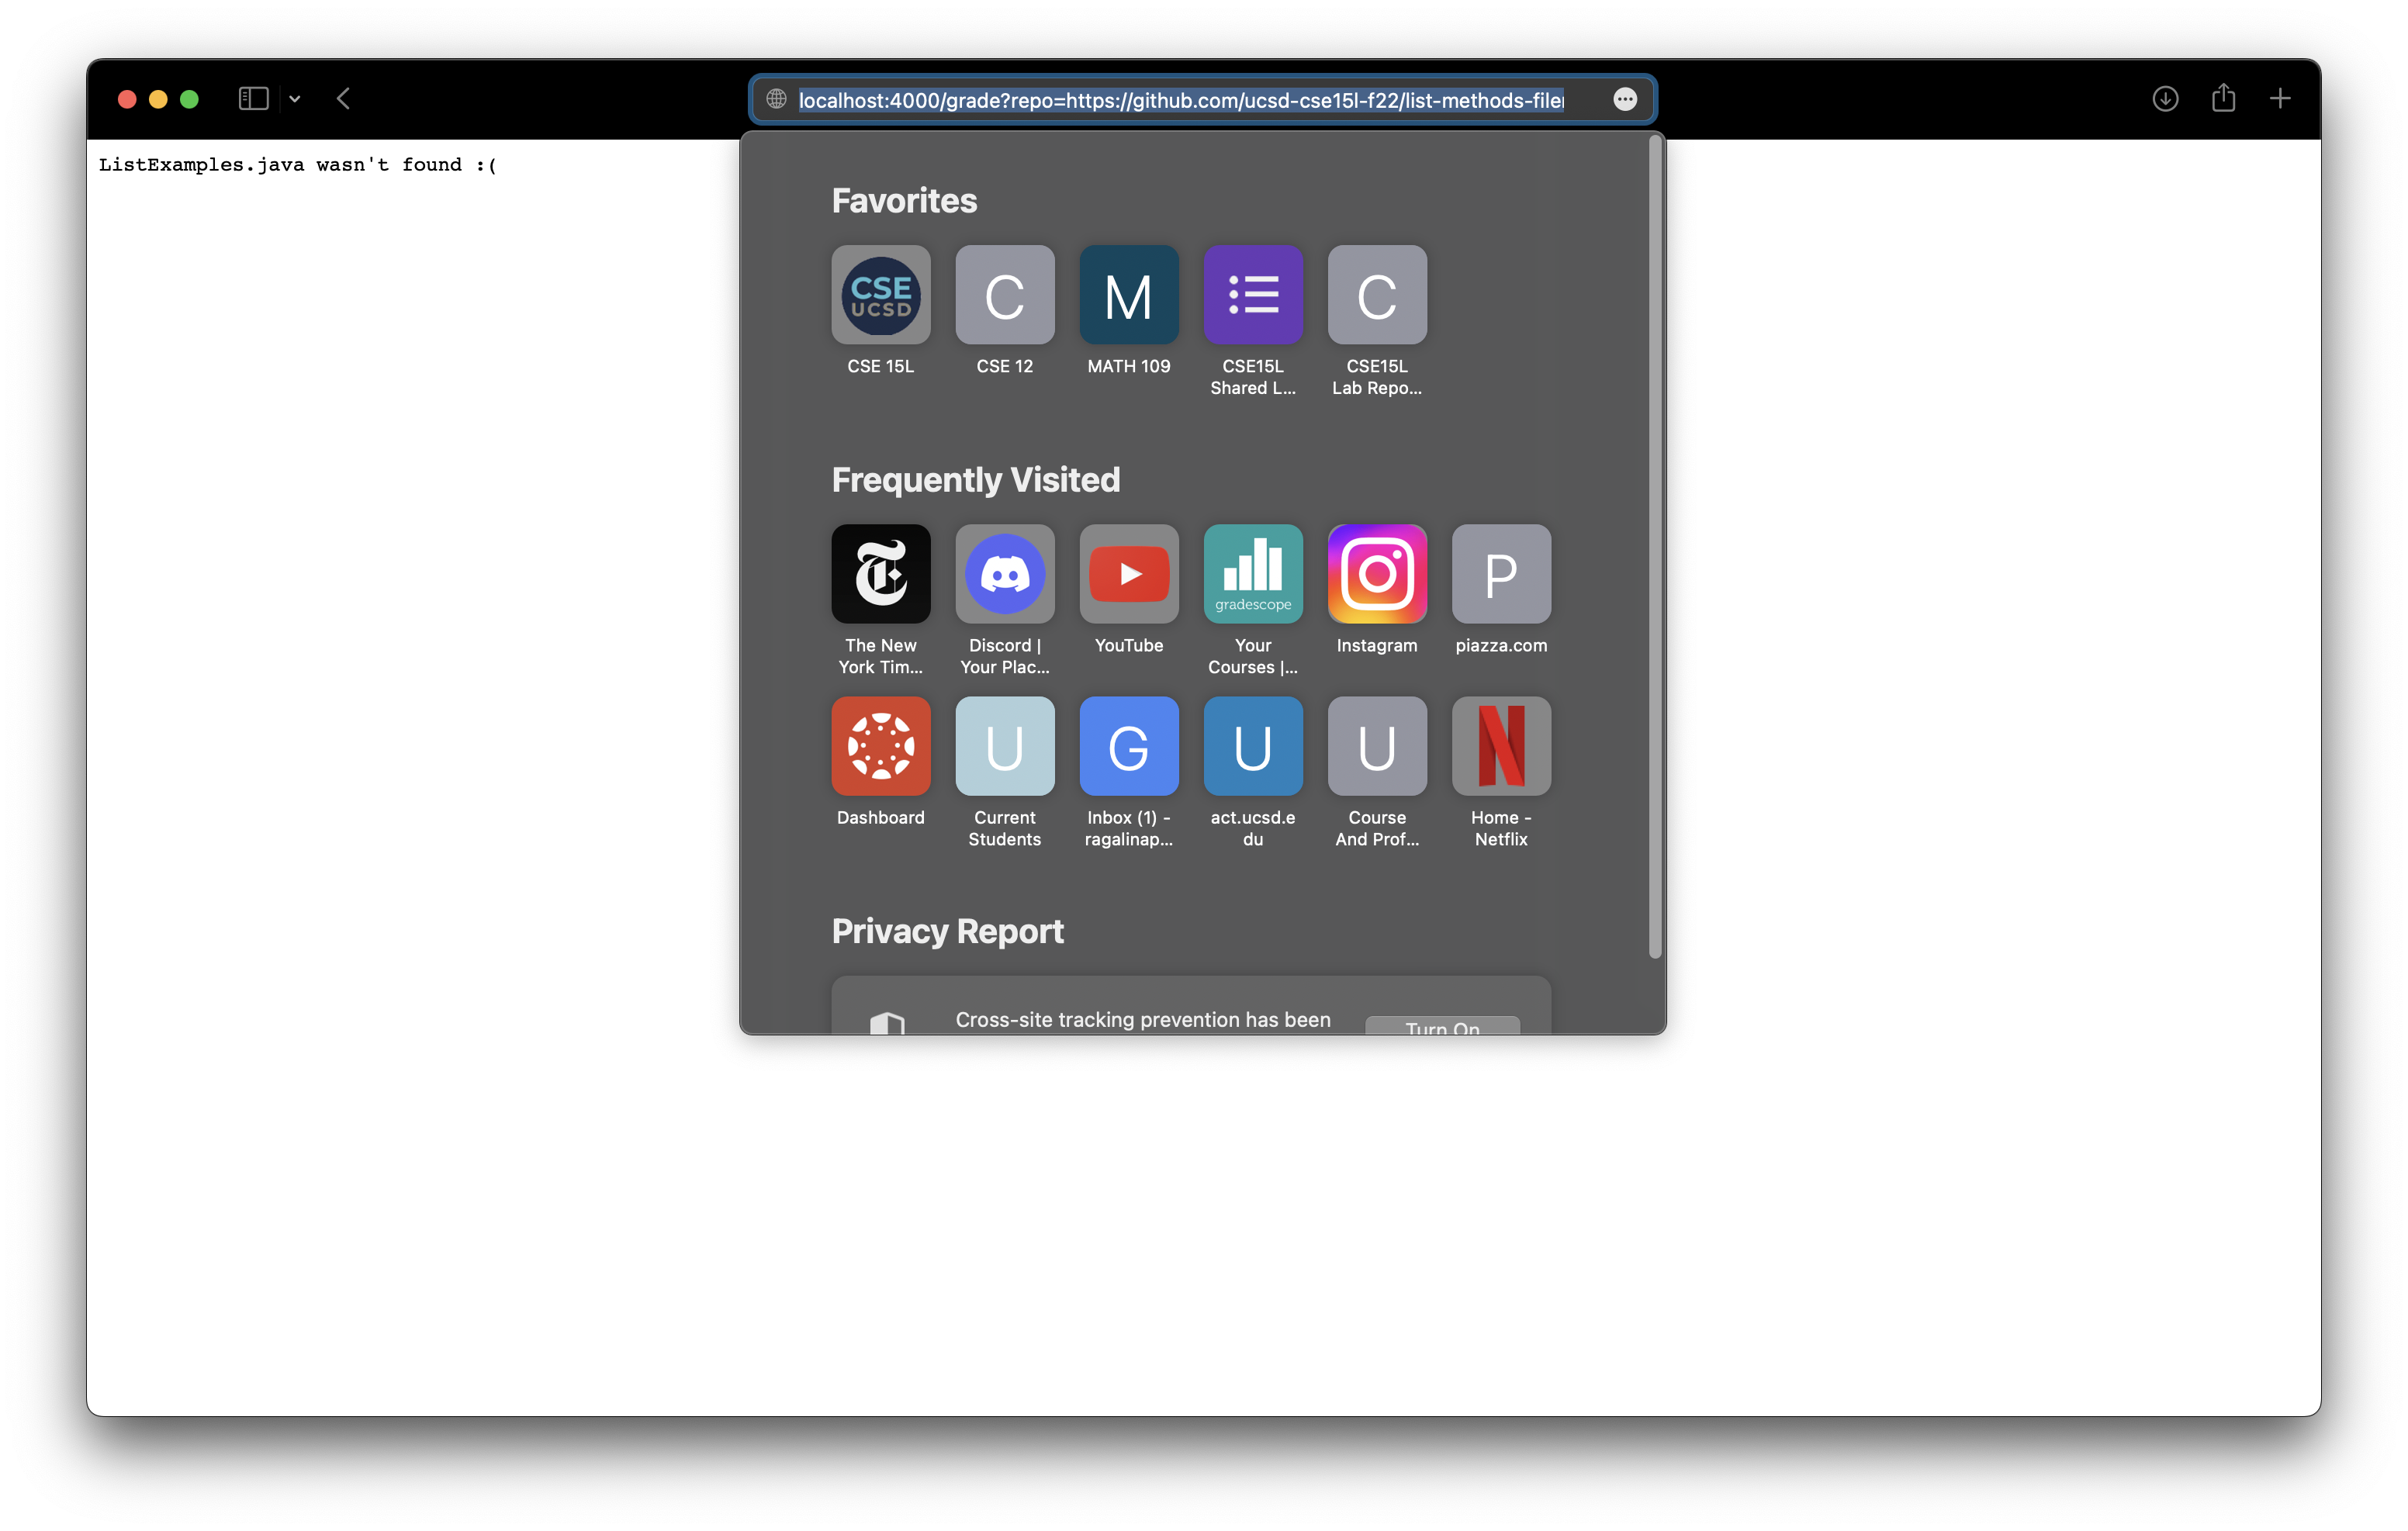 localhost:4000/grade?repo=https://github.com/ucsd-cse15l-f22/list-methods-filen
ListExamples.java wasn't found :(
Favorites
CSE
UCSD
C
M
C
CSE 15L
CSE 12
MATH 109
CSE15L
Shared L...
CSE15L
Lab Repo...
Frequently Visited
gradescope
P
The New
York Tim...
Discord |
Your Plac...
YouTube
Your
Courses |...
Instagram
piazza.com
U
G
U
U
N
Dashboard
Current
Students
Inbox (1) -
ragalinap...
act.ucsd.e
du
Course
And Prof...
Home -
Netflix
Privacy Report
Cross-site tracking prevention has been
Turn On